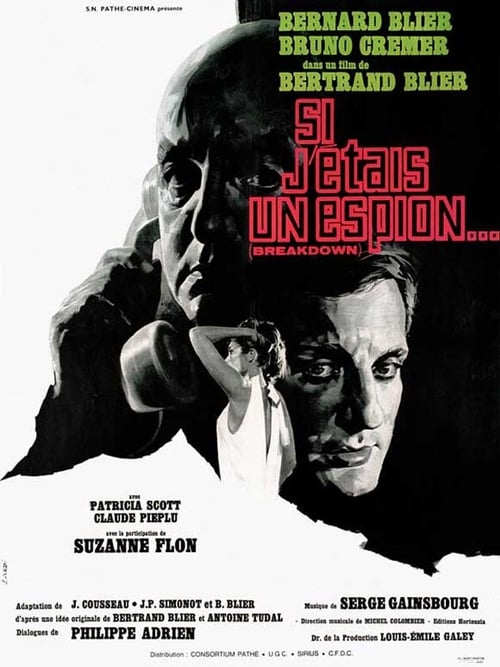 S.N. PATHE-CINEMA présente
BERNARD BLIER
BRUNO CREMER
dans un film de
BERTRAND BLIER
SI
J'étais
UN ESPION...
(BREAKDOWN)
avec
PATRICIA SCOTT
CLAUDE PIEPLU
avec la participation de
SUZANNE FLON
Adaptation de J. COUSSEAU • J.P. SIMONOT et B. BLIER
d'après une idée originale de BERTRAND BLIER et ANTOINE TUDAL
Dialogues de PHILIPPE ADRIEN
Musique de SERGE GAINSBOURG
- Direction musicale de MICHEL COLOMBIER - Editions Hortensia
Dr. de la Production LOUIS-ÉMILE GALEY
Distribution : CONSORTIUM PATHE • U.G.C. • SIRIUS • C.F.D.C.